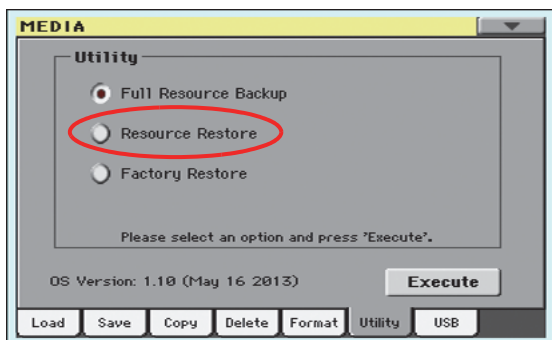 MEDIA
Utility
Full Resource Backup
Resource Restore
Factory Restore
Please select an option and press 'Execute'.
OS Version: 1.10 (May 16 2013)
Execute
Load Save Copy Delete Format Utility USB